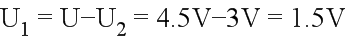 U₁ = U−U₂ = 4.5V−3V = 1.5V